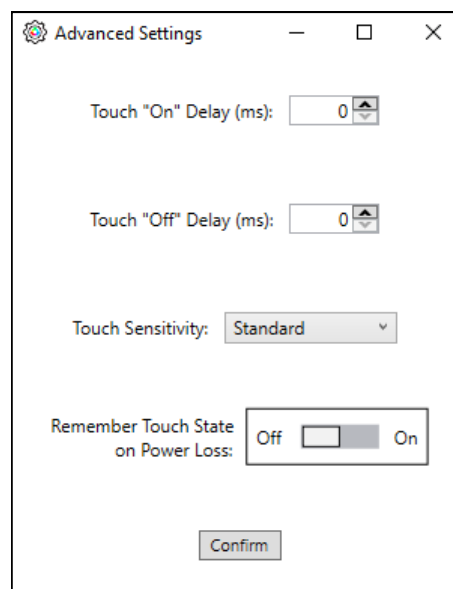 Advanced Settings
Touch "On" Delay (ms): 0
Touch "Off" Delay (ms): 0
Touch Sensitivity: Standard
Remember Touch State
on Power Loss: Off On
Confirm